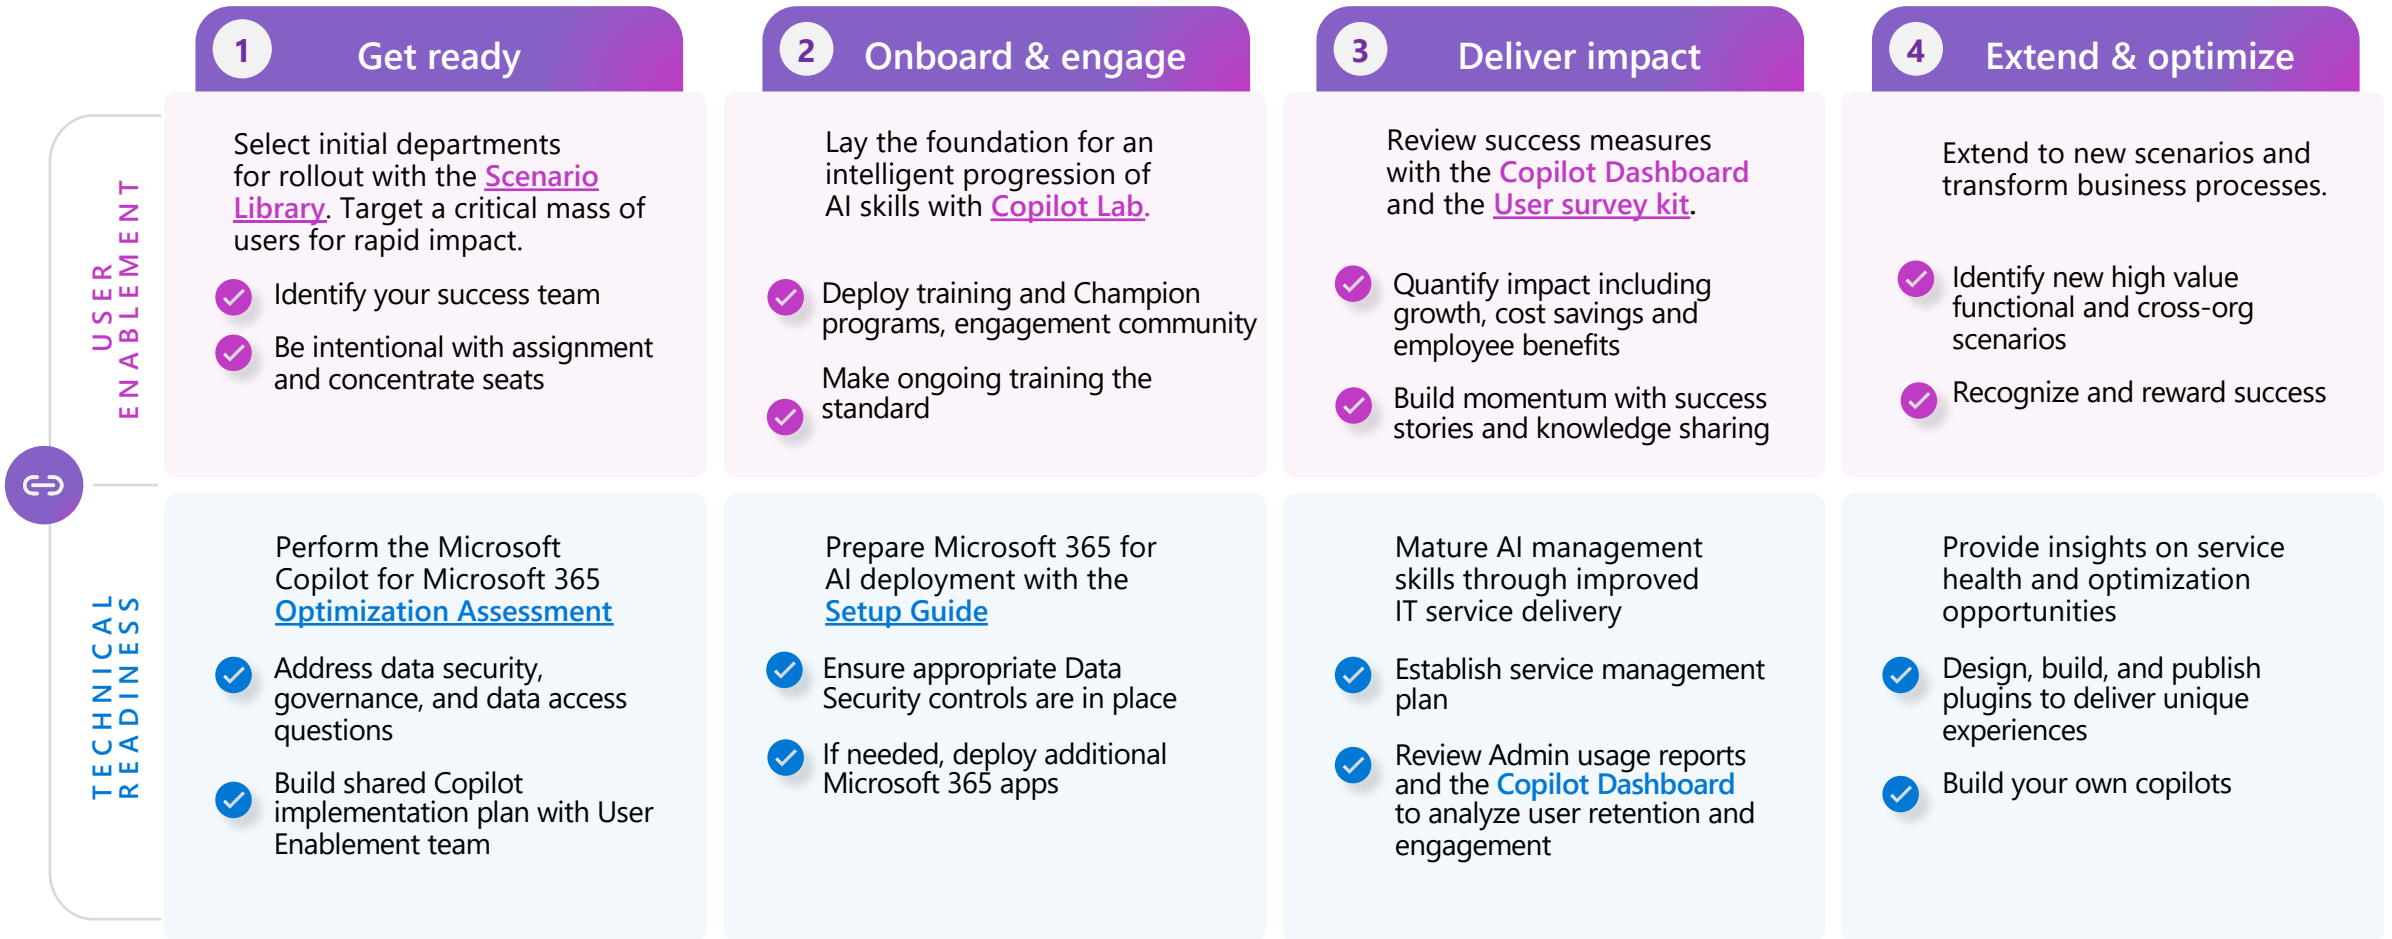 1
Get ready
2
Onboard & engage
3
Deliver impact
4
Extend & optimize
USER
ENABLEMENT
Select initial departments
for rollout with the Scenario
Library. Target a critical mass of
users for rapid impact.
Identify your success team
Be intentional with assignment
and concentrate seats
Lay the foundation for an
intelligent progression of
AI skills with Copilot Lab.
Deploy training and Champion
programs, engagement community
Make ongoing training the
standard
Review success measures
with the Copilot Dashboard
and the User survey kit.
Quantify impact including
growth, cost savings and
employee benefits
Build momentum with success
stories and knowledge sharing
Extend to new scenarios and
transform business processes.
Identify new high value
functional and cross-org
scenarios
Recognize and reward success
TECHNICAL
READINESS
Perform the Microsoft
Copilot for Microsoft 365
Optimization Assessment
Address data security,
governance, and data access
questions
Build shared Copilot
implementation plan with User
Enablement team
Prepare Microsoft 365 for
AI deployment with the
Setup Guide
Ensure appropriate Data
Security controls are in place
If needed, deploy additional
Microsoft 365 apps
Mature AI management
skills through improved
IT service delivery
Establish service management
plan
Review Admin usage reports
and the Copilot Dashboard
to analyze user retention and
engagement
Provide insights on service
health and optimization
opportunities
Design, build, and publish
plugins to deliver unique
experiences
Build your own copilots